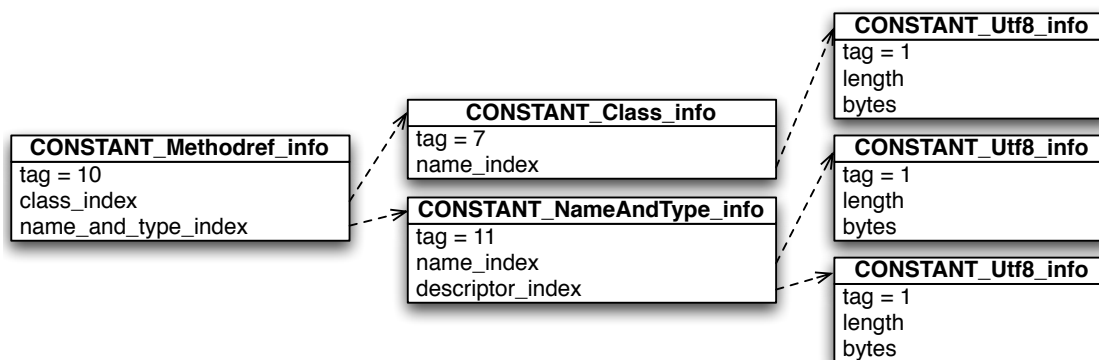 CONSTANT_Methodref_info
tag = 10
class_index
name_and_type_index
CONSTANT_Class_info
tag = 7
name_index
CONSTANT_NameAndType_info
tag = 11
name_index
descriptor_index
CONSTANT_Utf8_info
tag = 1
length
bytes
CONSTANT_Utf8_info
tag = 1
length
bytes
CONSTANT_Utf8_info
tag = 1
length
bytes